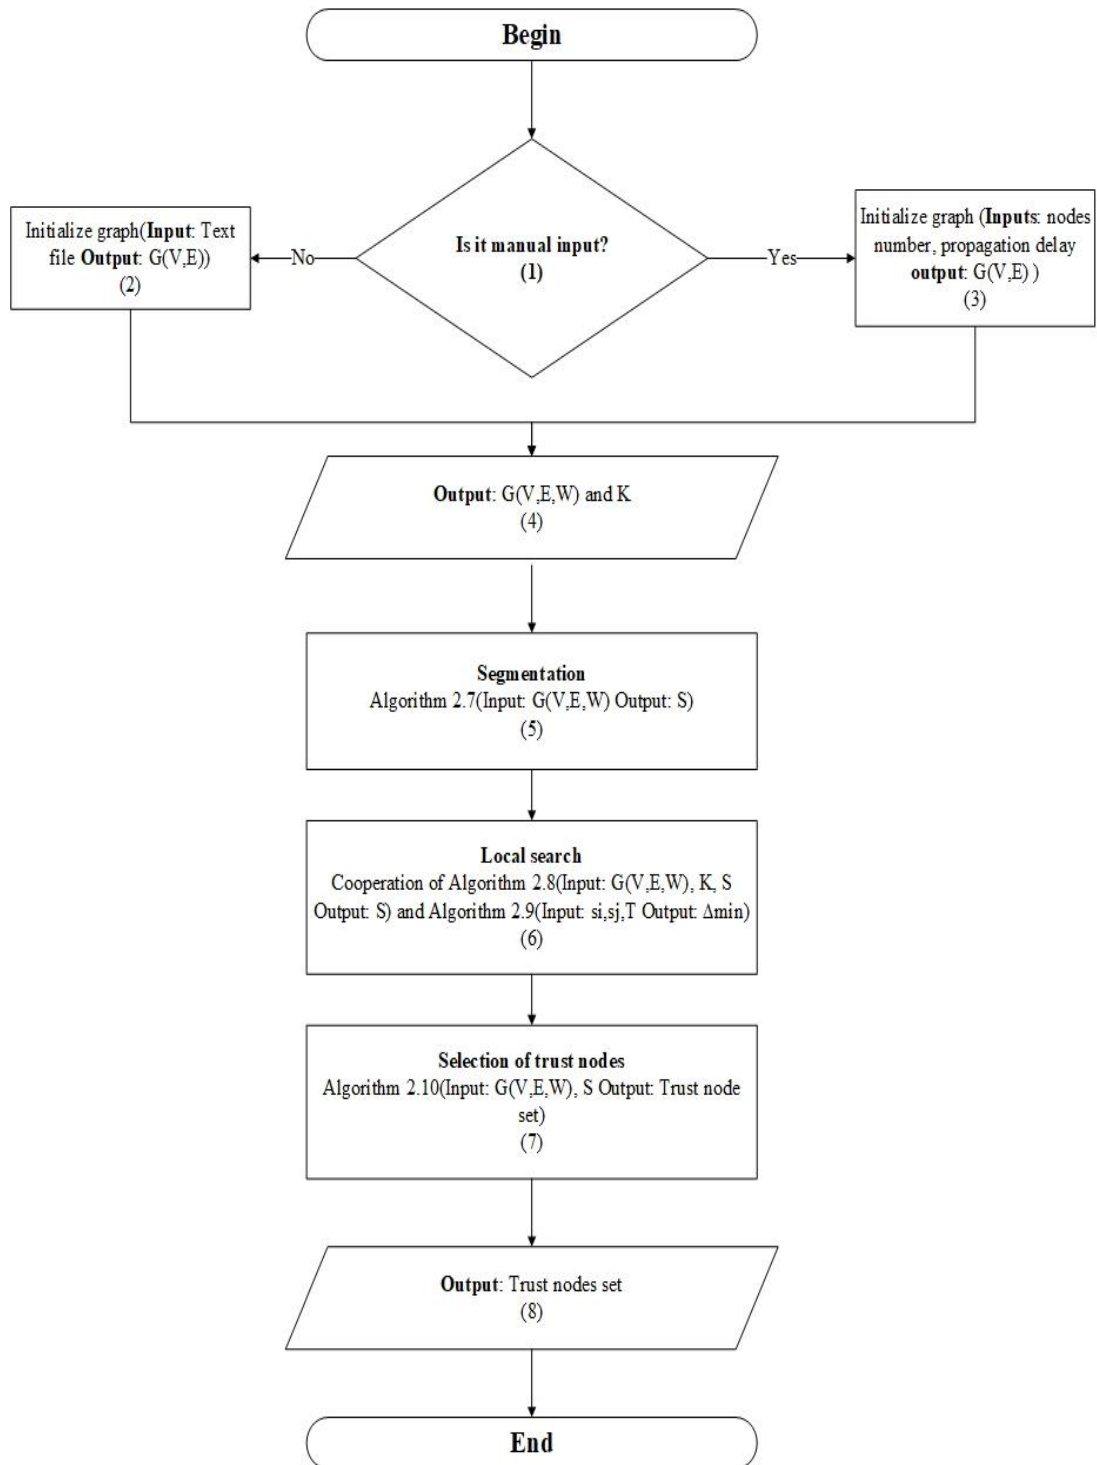 Begin
Is it manual input?
(1)
No
Yes
Initialize graph(Input: Text
file Output: G(V,E))
(2)
Initialize graph (Inputs: nodes
number, propagation delay
output: G(V,E) )
(3)
Output: G(V,E,W) and K
(4)
Segmentation
Algorithm 2.7(Input: G(V,E,W) Output: S)
(5)
Local search
Cooperation of Algorithm 2.8(Input: G(V,E,W), K, S
Output: S) and Algorithm 2.9(Input: si,sj,T Output: Δmin)
(6)
Selection of trust nodes
Algorithm 2.10(Input: G(V,E,W), S Output: Trust node
set)
(7)
Output: Trust nodes set
(8)
End